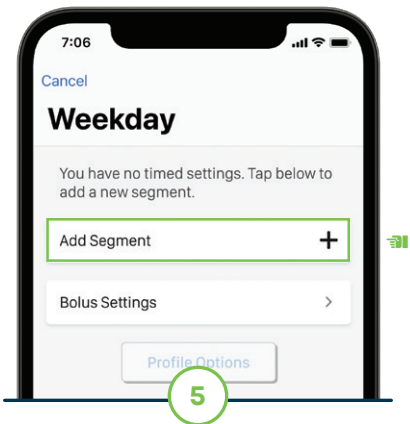 7:06
Cancel
Weekday
You have no timed settings. Tap below to
add a new segment.
Add Segment +
Bolus Settings >
Profile Options
5